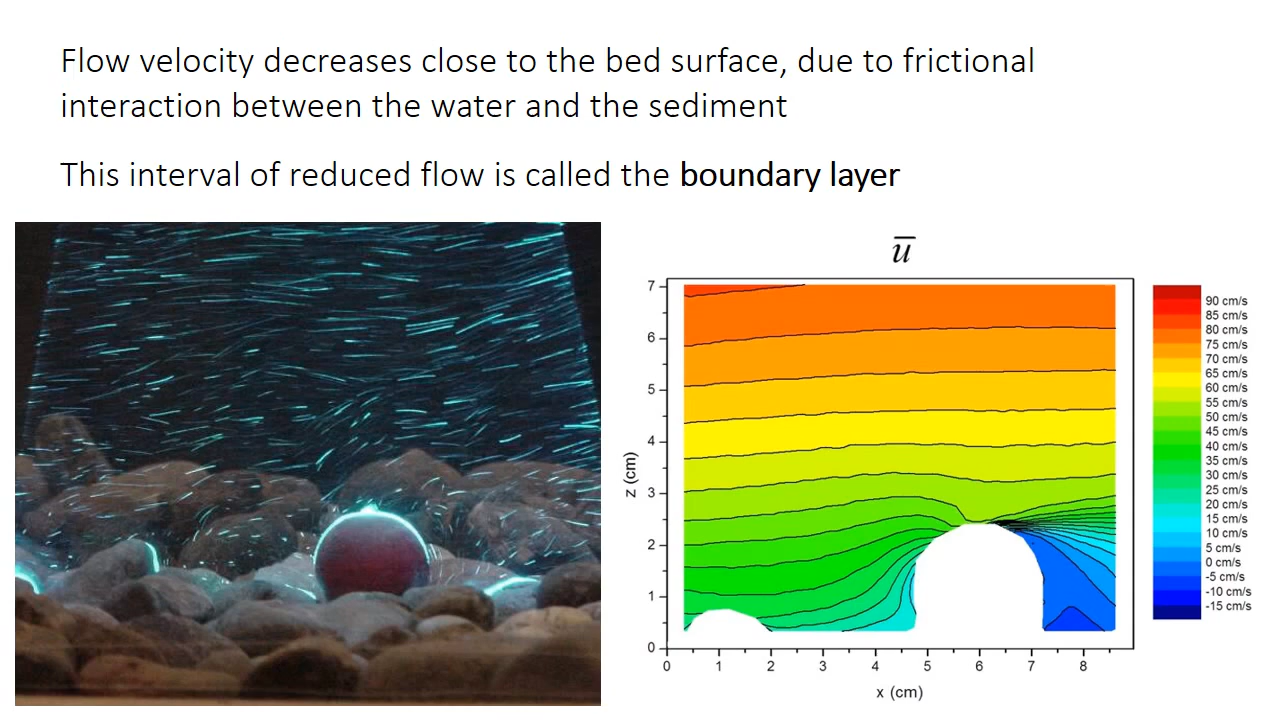 Flow velocity decreases close to the bed surface, due to frictional
interaction between the water and the sediment
This interval of reduced flow is called the boundary layer
u̅
7
6
5
4
3
2
1
0
z (cm)
0 1 2 3 4 5 6 7 8
x (cm)
90 cm/s
85 cm/s
80 cm/s
75 cm/s
70 cm/s
65 cm/s
60 cm/s
55 cm/s
50 cm/s
45 cm/s
40 cm/s
35 cm/s
30 cm/s
25 cm/s
20 cm/s
15 cm/s
10 cm/s
5 cm/s
0 cm/s
-5 cm/s
-10 cm/s
-15 cm/s